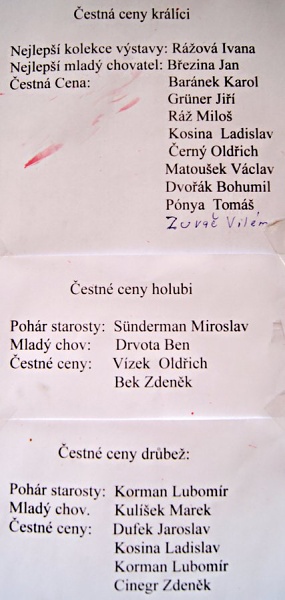 Čestná ceny králíci
Nejlepší kolekce výstavy: Rážová Ivana
Nejlepší mladý chovatel: Březina Jan
Čestná Cena: Baránek Karol
Grüner Jiří
Ráž Miloš
Kosina Ladislav
Černý Oldřich
Matoušek Václav
Dvořák Bohumil
Pónya Tomáš
Zuvač Vilém
Čestné ceny holubi
Pohár starosty: Sünderman Miroslav
Mladý chov: Drvota Ben
Čestné ceny: Vízek Oldřich
Bek Zdeněk
Čestné ceny drůbež:
Pohár starosty: Korman Lubomír
Mladý chov. Kulíšek Marek
Čestné ceny: Dufek Jaroslav
Kosina Ladislav
Korman Lubomír
Cinegr Zdeněk